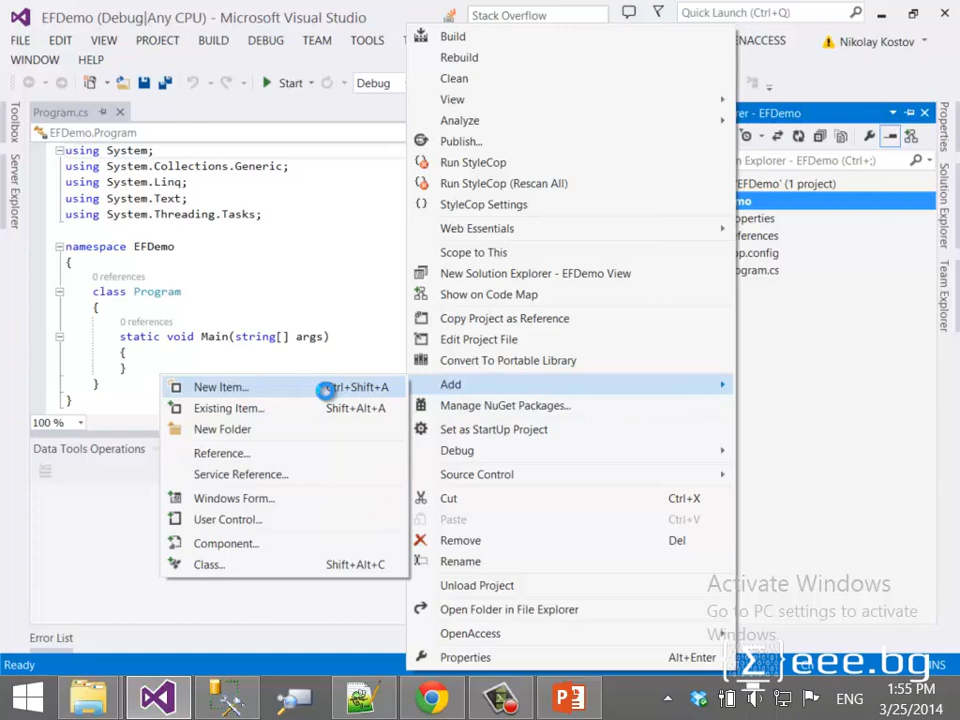 EFDemo (Debug|Any CPU) - Microsoft Visual Studio
Stack Overflow
Quick Launch (Ctrl+Q)
FILE EDIT VIEW PROJECT BUILD DEBUG TEAM TOOLS
Nikolay Kostov
WINDOW HELP
Start
Debug
Toolbox
Server Explorer
Program.cs
EFDemo.Program
using System;
using System.Collections.Generic;
using System.Linq;
using System.Text;
using System.Threading.Tasks;
namespace EFDemo
{
0 references
class Program
{
0 references
static void Main(string[] args)
{
}
}
}
100 %
Data Tools Operations
Error List
Build
Rebuild
Clean
View
Analyze
Publish...
Run StyleCop
Run StyleCop (Rescan All)
StyleCop Settings
Web Essentials
Scope to This
New Solution Explorer - EFDemo View
Show on Code Map
Copy Project as Reference
Edit Project File
Convert To Portable Library
Add
Manage NuGet Packages...
Set as StartUp Project
Debug
Source Control
Cut Ctrl+X
Paste Ctrl+V
Remove Del
Rename
Unload Project
Open Folder in File Explorer
OpenAccess
Properties Alt+Enter
New Item... Ctrl+Shift+A
Existing Item... Shift+Alt+A
New Folder
Reference...
Service Reference...
Windows Form...
User Control...
Component...
Class... Shift+Alt+C
Explorer - EFDemo (Ctrl+;)
(1 project)
Properties
Solution Explorer
Team Explorer
Activate Windows
Go to PC settings to activate
Windows.
Ready
INS
eee.bg
ENG
1:55 PM
3/25/2014